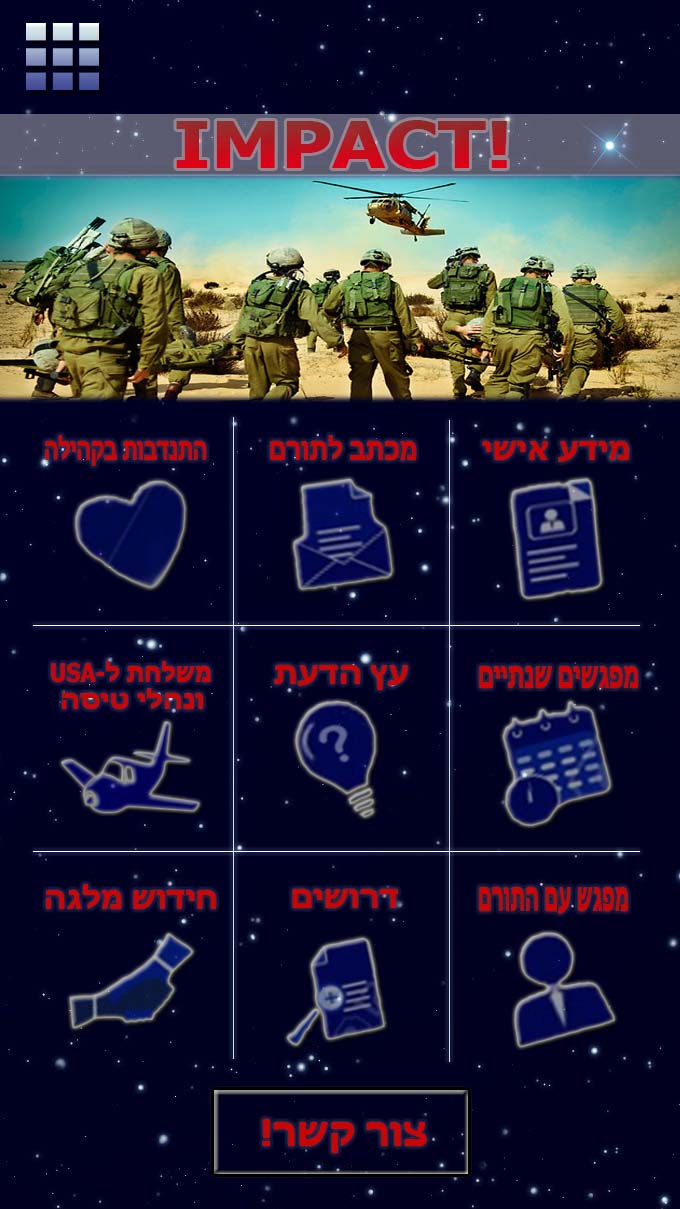 IMPACT!
מידע אישי
מכתב לתורם
התנדבות בקהילה
מפגשים שנתיים
עץ הדעת
משלחת ל-USA
ונהלי טיסה
מפגש עם התורם
דרושים
חידוש מלגה
צור קשר!